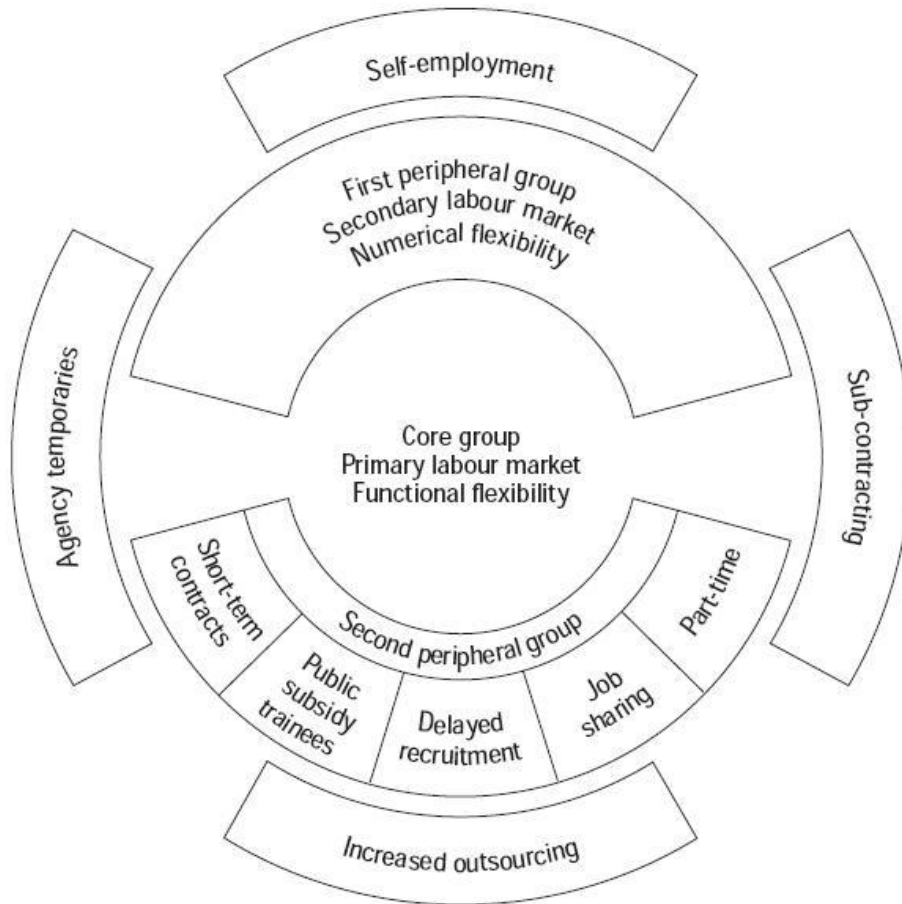 Self-employment
First peripheral group
Secondary labour market
Numerical flexibility
Agency temporaries
Sub-contracting
Core group
Primary labour market
Functional flexibility
Second peripheral group
Short-term
contracts
Public
subsidy
trainees
Delayed
recruitment
Job
sharing
Part-time
Increased outsourcing